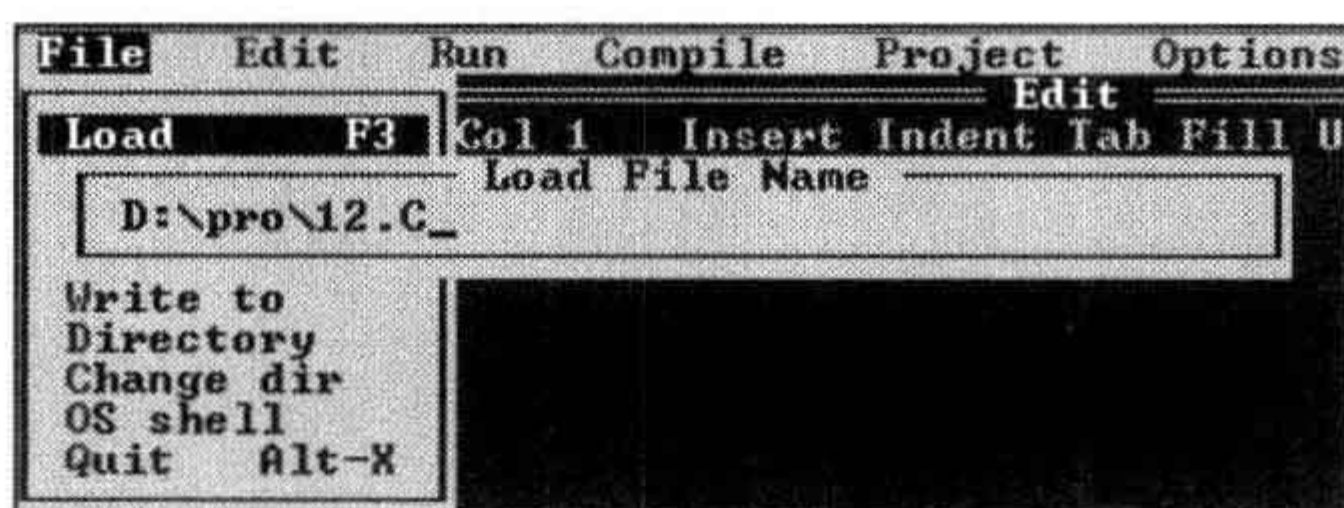 File Edit Run Compile Project Options
Edit
Load F3 Col 1 Insert Indent Tab Fill U
Load File Name
D:\pro\12.C_
Write to
Directory
Change dir
OS shell
Quit Alt-X